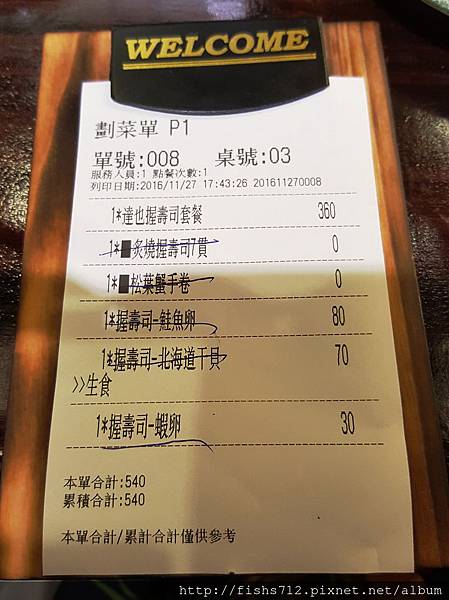 WELCOME
劃菜單 P1
單號:008 桌號:03
服務人員:1 點餐次數:1
列印日期:2016/11/27 17:43:26 201611270008
1*達也握壽司套餐 360
1*█炙燒握壽司7貫 0
1*█松葉蟹手卷 0
1*握壽司-鮭魚卵 80
1*握壽司-北海道干貝 70
>>生食
1*握壽司-蝦卵 30
本單合計:540
累積合計:540
本單合計/累計合計僅供參考
http://fishs712.pixnet.net/album